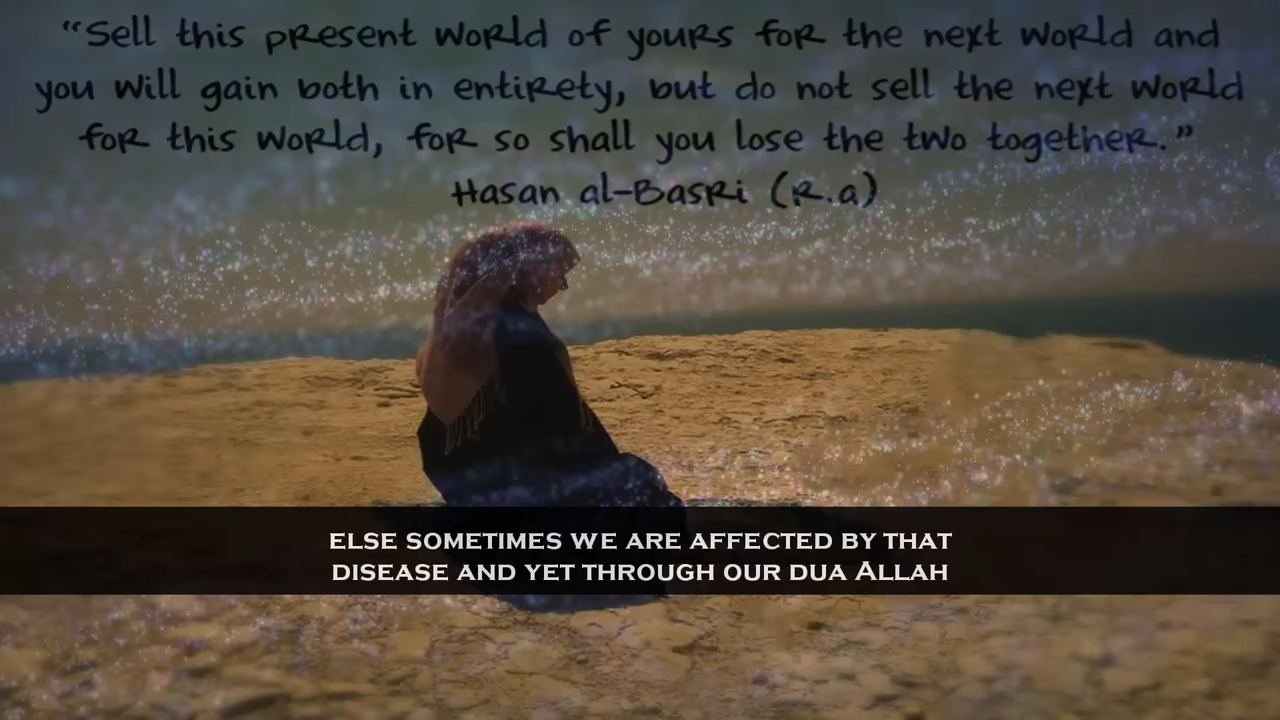 “Sell this present world of yours for the next world and
you will gain both in entirety, but do not sell the next world
for this world, for so shall you lose the two together.”
Hasan al-Basri (R.a)
ELSE SOMETIMES WE ARE AFFECTED BY THAT
DISEASE AND YET THROUGH OUR DUA ALLAH